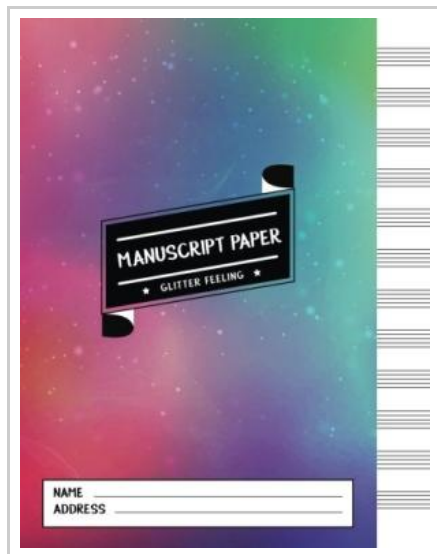 MANUSCRIPT PAPER
★ GLITTER FEELING ★
NAME
ADDRESS